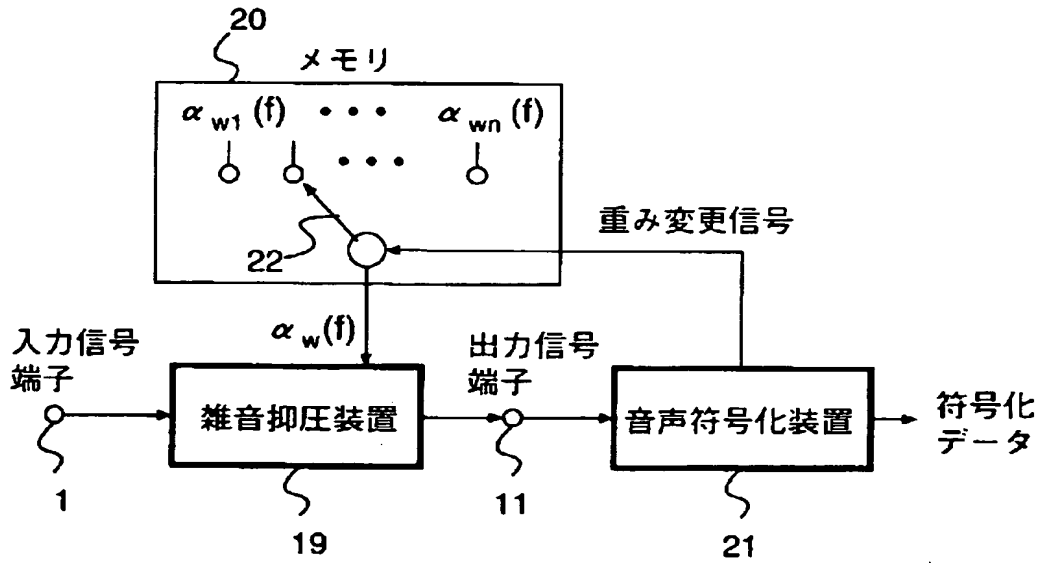 20
メモリ
α w1 (f) ・・・ α wn (f)
・・・
22
重み変更信号
α w (f)
入力信号
端子
出力信号
端子
雑音抑圧装置
音声符号化装置
符号化
データ
1
11
19
21